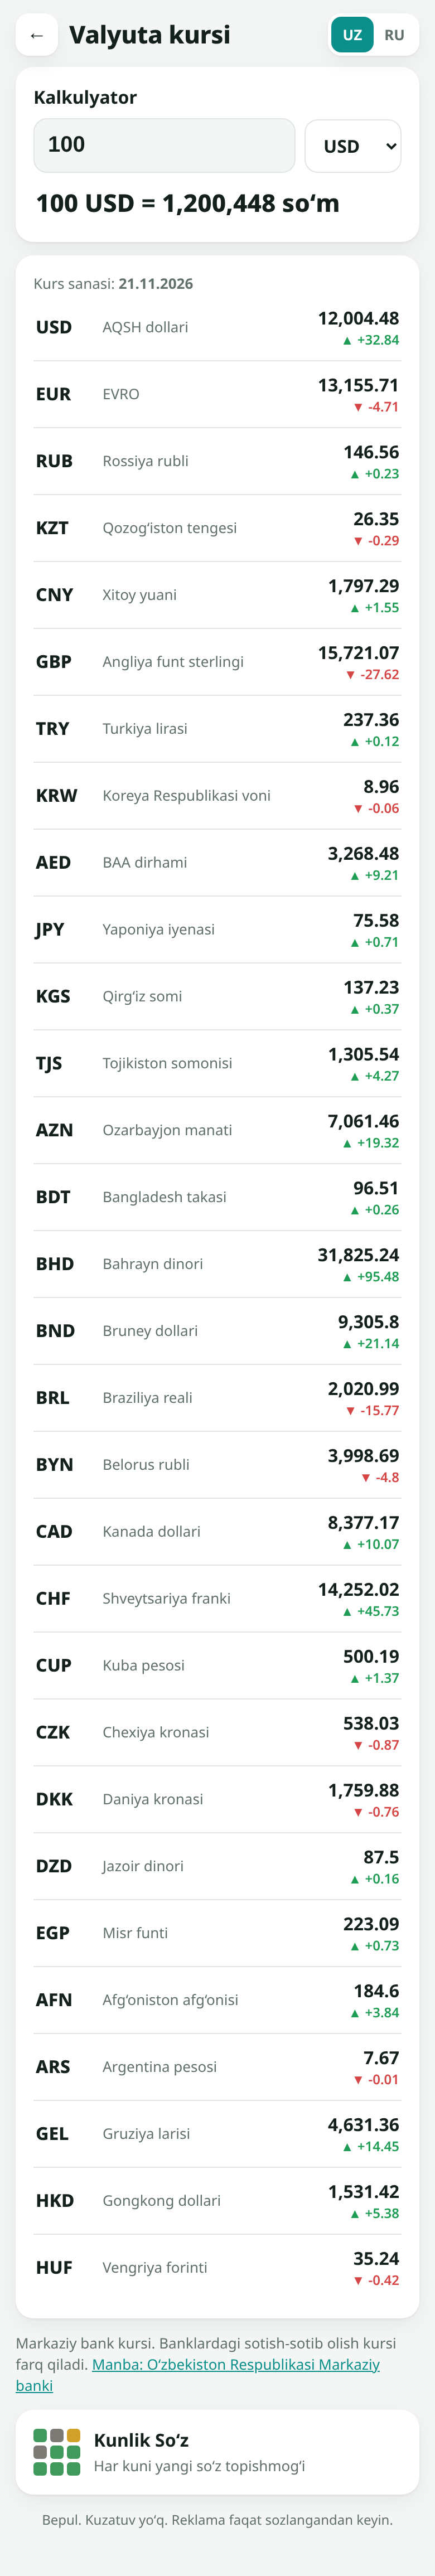 ← Valyuta kursi UZ RU
Kalkulyator
100 USD
100 USD = 1,200,448 so‘m
Kurs sanasi: 21.11.2026
USD AQSH dollari 12,004.48
▲ +32.84
EUR EVRO 13,155.71
▼ -4.71
RUB Rossiya rubli 146.56
▲ +0.23
KZT Qozog‘iston tengesi 26.35
▼ -0.29
CNY Xitoy yuani 1,797.29
▲ +1.55
GBP Angliya funt sterlingi 15,721.07
▼ -27.62
TRY Turkiya lirasi 237.36
▲ +0.12
KRW Koreya Respublikasi voni 8.96
▼ -0.06
AED BAA dirhami 3,268.48
▲ +9.21
JPY Yaponiya iyenasi 75.58
▲ +0.71
KGS Qirg‘iz somi 137.23
▲ +0.37
TJS Tojikiston somonisi 1,305.54
▲ +4.27
AZN Ozarbayjon manati 7,061.46
▲ +19.32
BDT Bangladesh takasi 96.51
▲ +0.26
BHD Bahrayn dinori 31,825.24
▲ +95.48
BND Bruney dollari 9,305.8
▲ +21.14
BRL Braziliya reali 2,020.99
▼ -15.77
BYN Belorus rubli 3,998.69
▼ -4.8
CAD Kanada dollari 8,377.17
▲ +10.07
CHF Shveytsariya franki 14,252.02
▲ +45.73
CUP Kuba pesosi 500.19
▲ +1.37
CZK Chexiya kronasi 538.03
▼ -0.87
DKK Daniya kronasi 1,759.88
▼ -0.76
DZD Jazoir dinori 87.5
▲ +0.16
EGP Misr funti 223.09
▲ +0.73
AFN Afg‘oniston afg‘onisi 184.6
▲ +3.84
ARS Argentina pesosi 7.67
▼ -0.01
GEL Gruziya larisi 4,631.36
▲ +14.45
HKD Gongkong dollari 1,531.42
▲ +5.38
HUF Vengriya forinti 35.24
▼ -0.42
Markaziy bank kursi. Banklardagi sotish-sotib olish kursi
farq qiladi. Manba: O‘zbekiston Respublikasi Markaziy
banki
Kunlik So‘z
Har kuni yangi so‘z topishmog‘i
Bepul. Kuzatuv yo‘q. Reklama faqat sozlangandan keyin.